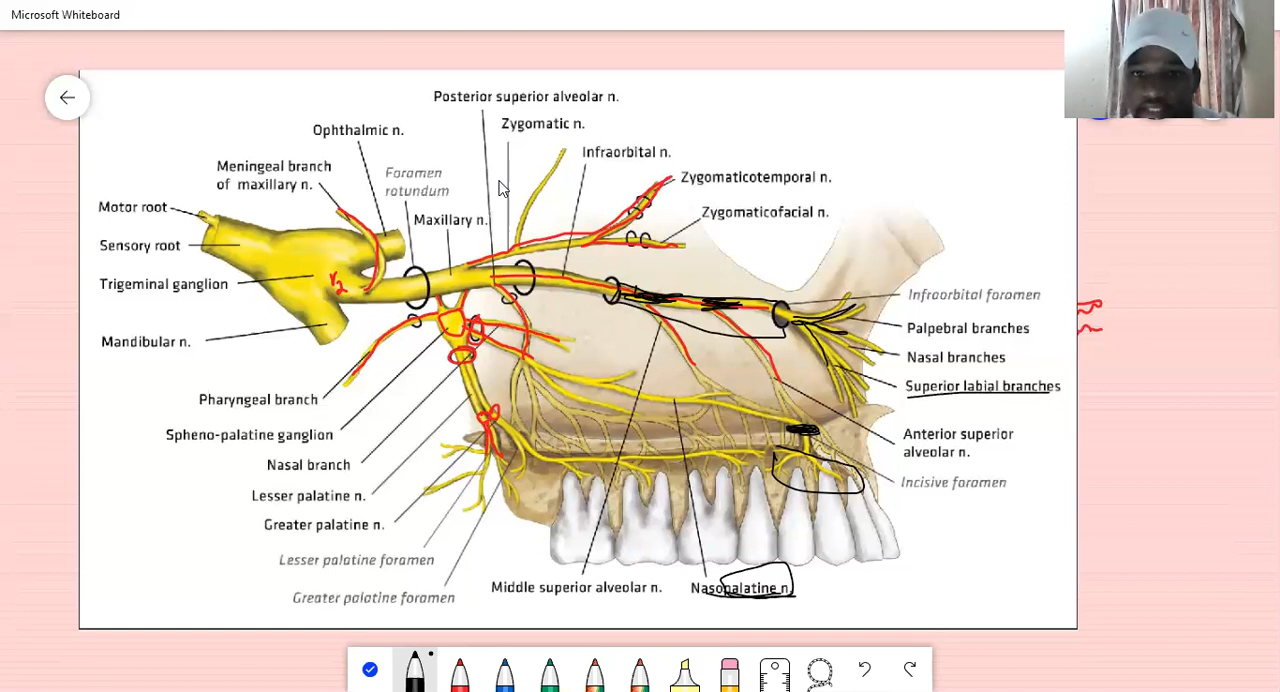 Microsoft Whiteboard
Posterior superior alveolar n.
Zygomatic n.
Ophthalmic n.
Infraorbital n.
Meningeal branch
of maxillary n.
Foramen
rotundum
Zygomaticotemporal n.
Motor root
Maxillary n.
Zygomaticofacial n.
Sensory root
Trigeminal ganglion
V2
Infraorbital foramen
Mandibular n.
Palpebral branches
Nasal branches
Pharyngeal branch
Superior labial branches
Spheno-palatine ganglion
Anterior superior
alveolar n.
Nasal branch
Incisive foramen
Lesser palatine n.
Greater palatine n.
Lesser palatine foramen
Greater palatine foramen
Middle superior alveolar n.
Nasopalatine n.